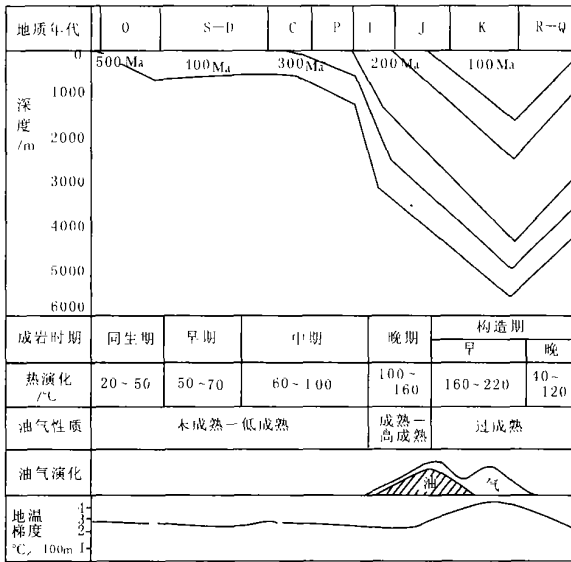 地质年代 O S—D C P I J K R—Q
深度/m
0
1000
2000
3000
4000
5000
6000
500Ma 100Ma 300Ma 200Ma 100Ma
成岩时期 同生期 早期 中期 晚期 构造期
早 晚
热演化/℃ 20~50 50~70 60~100 100~160 160~220 40~120
油气性质 未成熟—低成熟 成熟—高成熟 过成熟
油气演化 油 气
地温梯度 ℃/100m
4
3
2
1